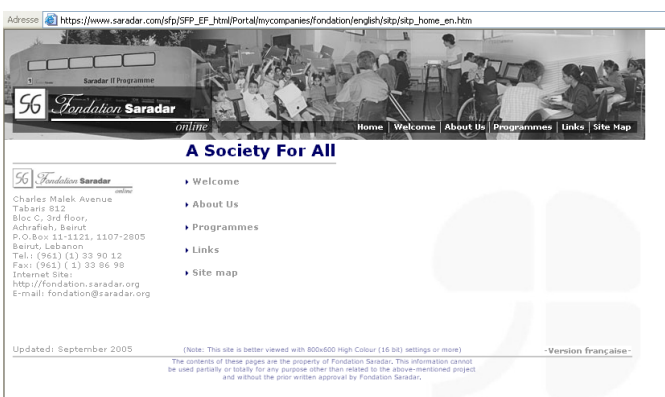 Adresse https://www.saradar.com/sfp/SFP_EF_html/Portal/mycompanies/fondation/english/sitp/sitp_home_en.htm
Saradar IT Programme
SG Fondation Saradar
online
Home | Welcome | About Us | Programmes | Links | Site Map
A Society For All
SG Fondation Saradar
online
Charles Malek Avenue
Tabaris 812
Bloc C, 3rd floor,
Achrafieh, Beirut
P.O.Box 11-1121, 1107-2805
Beirut, Lebanon
Tel.: (961) (1) 33 90 12
Fax: (961) ( 1) 33 86 98
Internet Site:
http://fondation.saradar.org
E-mail: fondation@saradar.org
Welcome
About Us
Programmes
Links
Site map
Updated: September 2005
(Note: This site is better viewed with 800x600 High Colour (16 bit) settings or more)
-Version française-
The contents of these pages are the property of Fondation Saradar. This information cannot
be used partially or totally for any purpose other than related to the above-mentioned project
and without the prior written approval by Fondation Saradar.